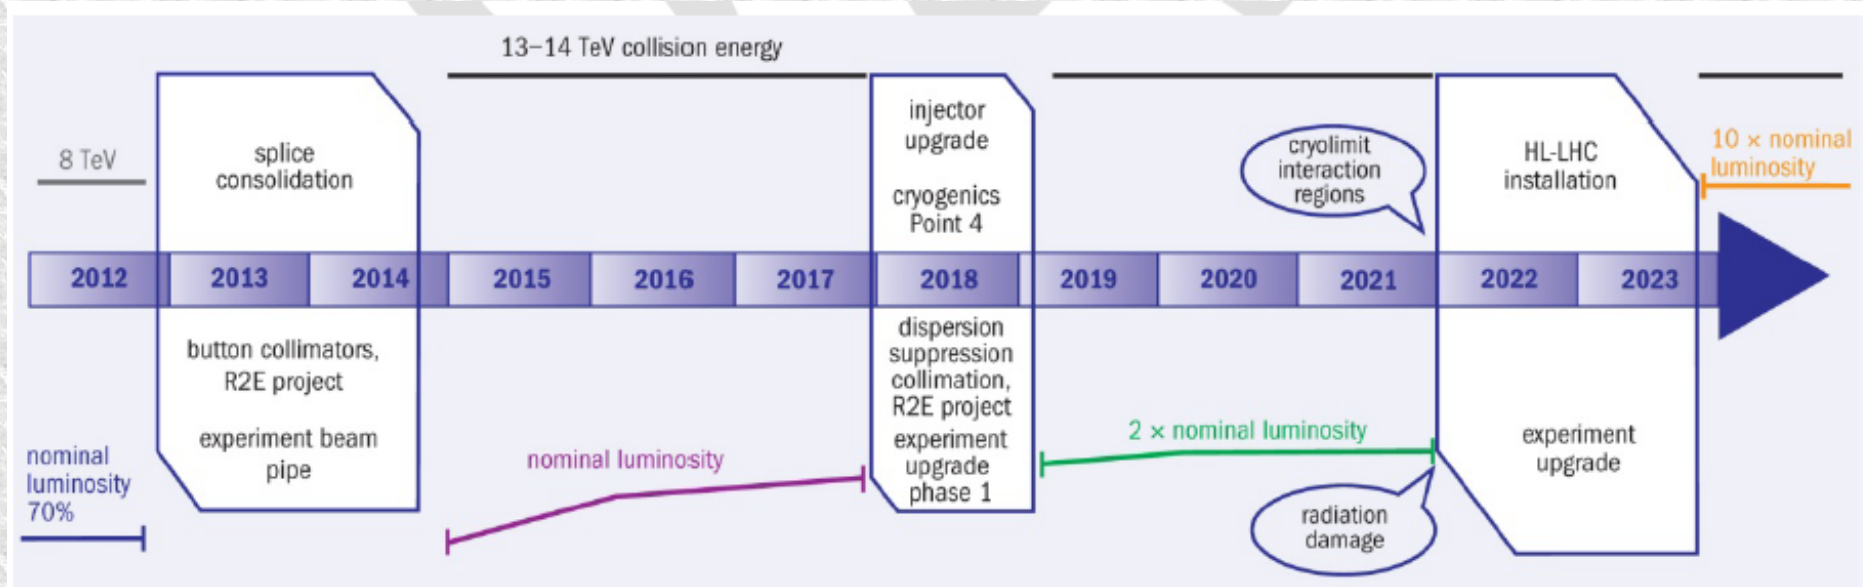 13–14 TeV collision energy
8 TeV
splice
consolidation
injector
upgrade
cryogenics
Point 4
cryolimit
interaction
regions
HL-LHC
installation
10 × nominal
luminosity
2012
2013
2014
2015
2016
2017
2018
2019
2020
2021
2022
2023
nominal
luminosity
70%
button collimators,
R2E project
experiment beam
pipe
nominal luminosity
dispersion
suppression
collimation,
R2E project
experiment
upgrade
phase 1
2 × nominal luminosity
radiation
damage
experiment
upgrade